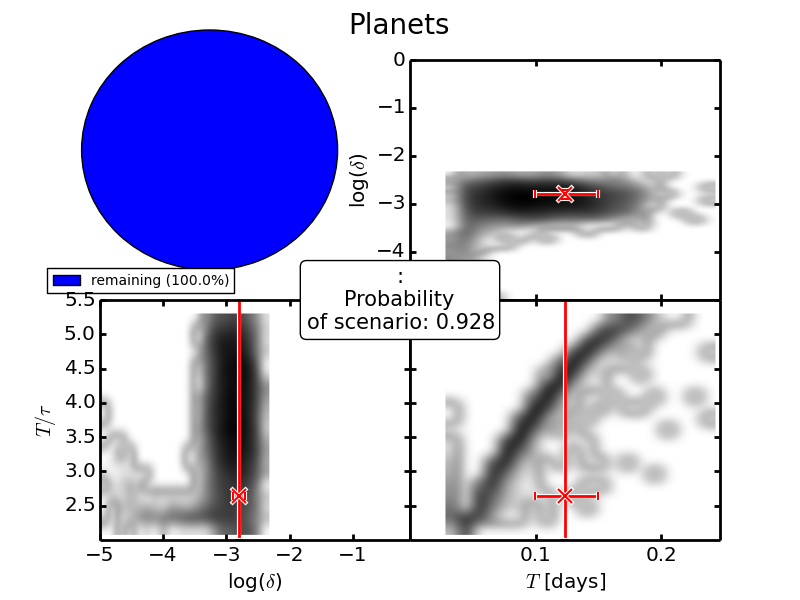 Planets
0
−1
−2
−3
−4
log(δ)
remaining (100.0%)
:
Probability
of scenario: 0.928
5.5
5.0
4.5
4.0
3.5
3.0
2.5
T/τ
−5 −4 −3 −2 −1
log(δ)
0.1 0.2
T [days]